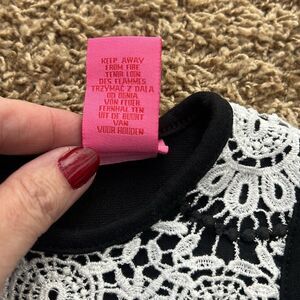 KEEP AWAY
FROM FIRE
TENIR LOIN
DES FLAMMES
TRZYMAĆ Z DALA
OD OGNIA
VON FEUER
FERNHALTEN
UIT DE BUURT
VAN
VUUR HOUDEN